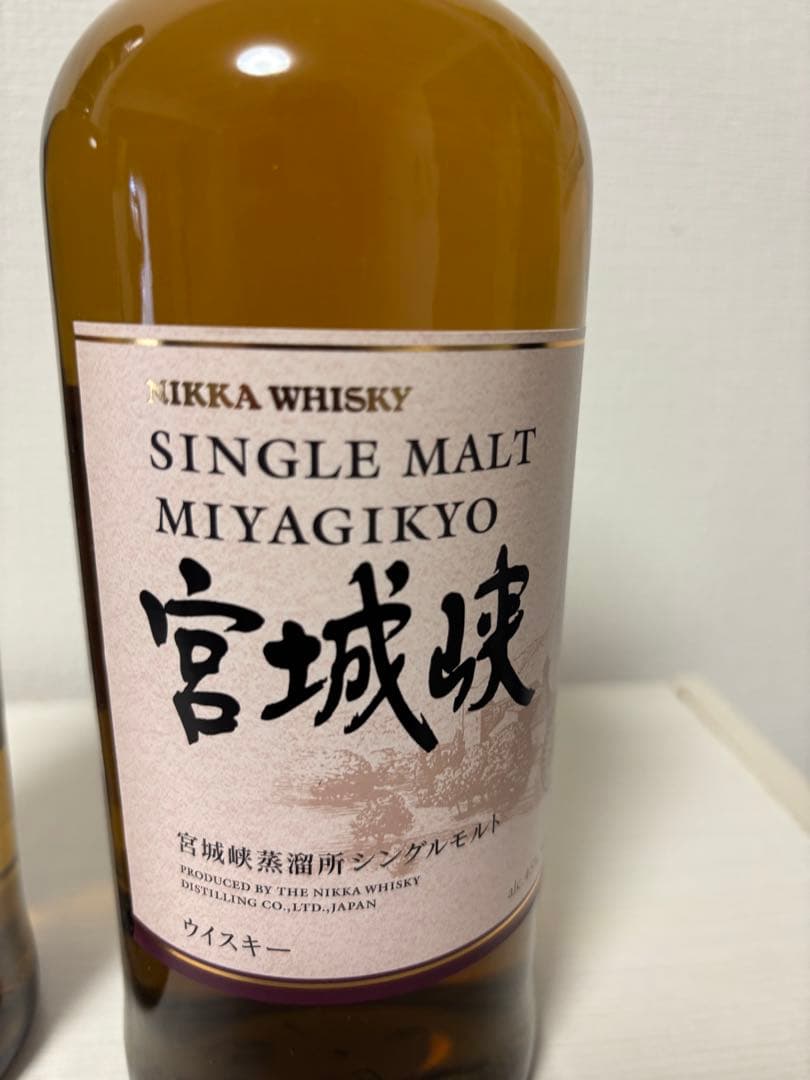 NIKKA WHISKY
SINGLE MALT
MIYAGIKYO
宮城峡
宮城峡蒸溜所シングルモルト
PRODUCED BY THE NIKKA WHISKY
DISTILLING CO.,LTD.,JAPAN
alc.
ウイスキー